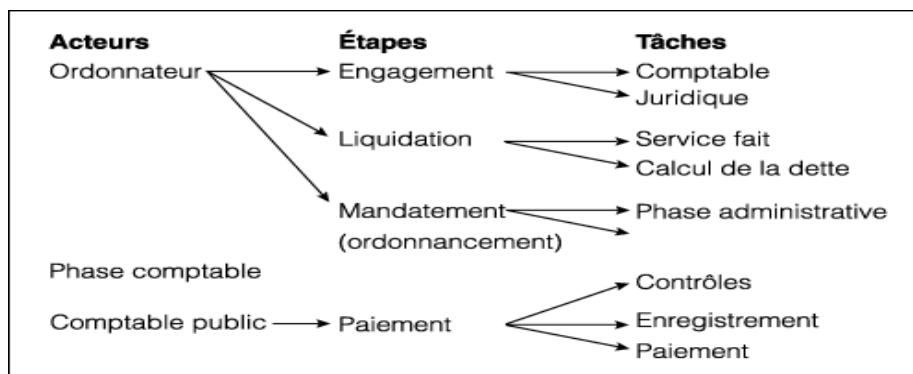 Acteurs Étapes Tâches
Ordonnateur Engagement Comptable
Juridique
Liquidation Service fait
Calcul de la dette
Mandatement Phase administrative
(ordonnancement)
Phase comptable
Contrôles
Comptable public Paiement Enregistrement
Paiement